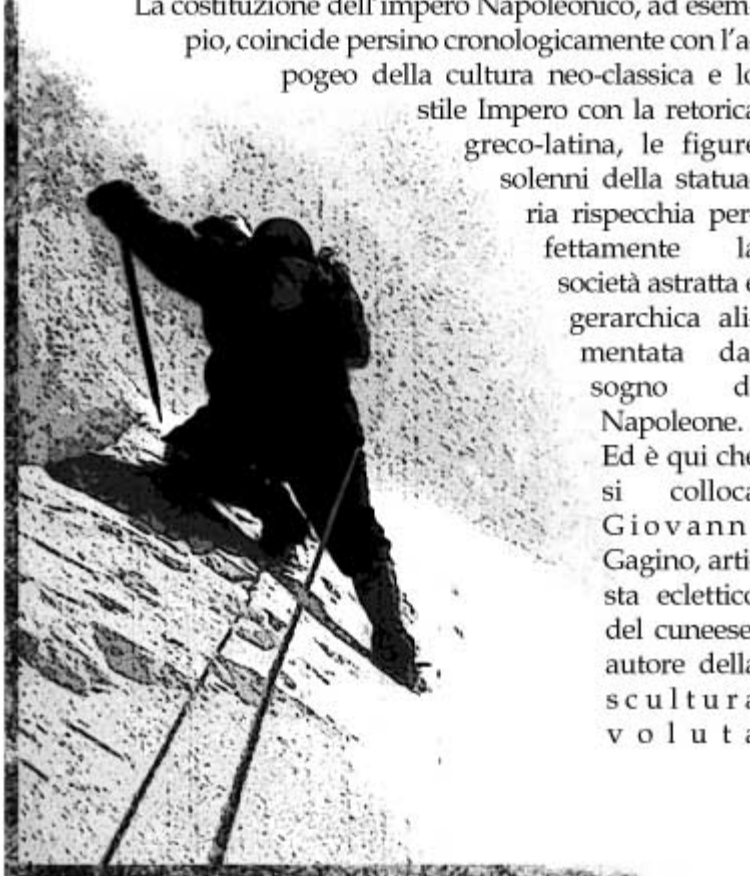 La costituzione dell'impero Napoleonico, ad esem-
pio, coincide persino cronologicamente con l'a-
pogeo della cultura neo-classica e lo
stile Impero con la retorica
greco-latina, le figure
solenni della statua-
ria rispecchia per-
fettamente la
società astratta e
gerarchica ali-
mentata da
sogno d
Napoleone.
Ed è qui che
si colloca
Giovann
Gagino, arti-
sta eclettico
del cuneese
autore della
scultura
voluta